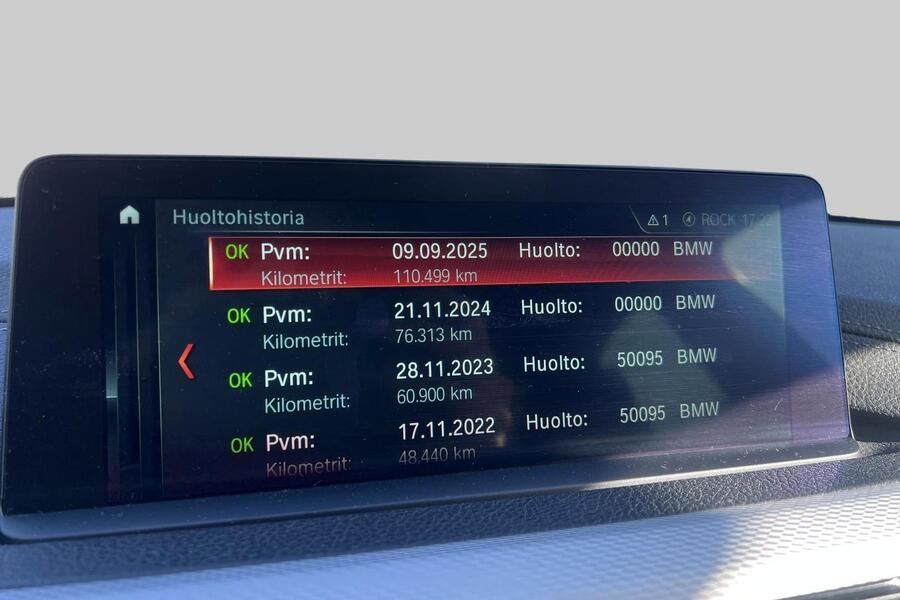 Huoltohistoria
1 ROCK 17:22
OK Pvm: 09.09.2025 Huolto: 00000 BMW
Kilometrit: 110.499 km
OK Pvm: 21.11.2024 Huolto: 00000 BMW
Kilometrit: 76.313 km
OK Pvm: 28.11.2023 Huolto: 50095 BMW
Kilometrit: 60.900 km
OK Pvm: 17.11.2022 Huolto: 50095 BMW
Kilometrit: 48.440 km